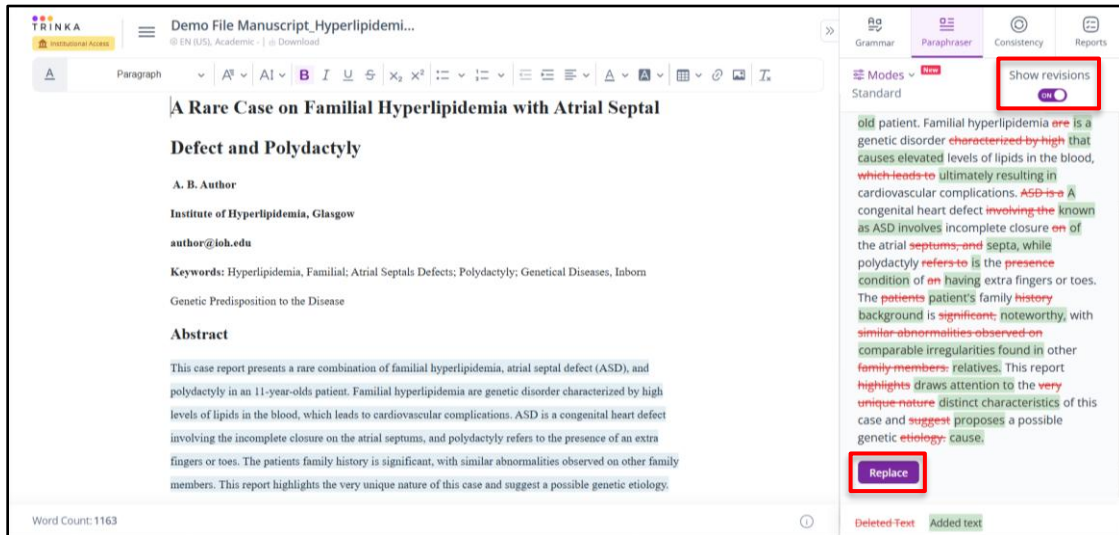 TRINKA
Institutional Access
Demo File Manuscript_Hyperlipidemi...
EN (US), Academic - | Download
Grammar
Paraphraser
Consistency
Reports
Paragraph
A
AI
B
I
U
S
X₂ X²
A
A
Tx
Modes
New
Standard
Show revisions
ON
A Rare Case on Familial Hyperlipidemia with Atrial Septal
Defect and Polydactyly
A. B. Author
Institute of Hyperlipidemia, Glasgow
author@ioh.edu
Keywords: Hyperlipidemia, Familial; Atrial Septals Defects; Polydactyly; Genetical Diseases, Inborn
Genetic Predisposition to the Disease
Abstract
This case report presents a rare combination of familial hyperlipidemia, atrial septal defect (ASD), and
polydactyly in an 11-year-olds patient. Familial hyperlipidemia are genetic disorder characterized by high
levels of lipids in the blood, which leads to cardiovascular complications. ASD is a congenital heart defect
involving the incomplete closure on the atrial septums, and polydactyly refers to the presence of an extra
fingers or toes. The patients family history is significant, with similar abnormalities observed on other family
members. This report highlights the very unique nature of this case and suggest a possible genetic etiology.
Word Count: 1163
old patient. Familial hyperlipidemia are is a
genetic disorder characterized by high that
causes elevated levels of lipids in the blood,
which leads to ultimately resulting in
cardiovascular complications. ASD is a A
congenital heart defect involving the known
as ASD involves incomplete closure on of
the atrial septums, and septa, while
polydactyly refers to is the presence
condition of an having extra fingers or toes.
The patients patient's family history
background is significant, noteworthy, with
similar abnormalities observed on
comparable irregularities found in other
family members. relatives. This report
highlights draws attention to the very
unique nature distinct characteristics of this
case and suggest proposes a possible
genetic etiology. cause.
Replace
Deleted Text Added text